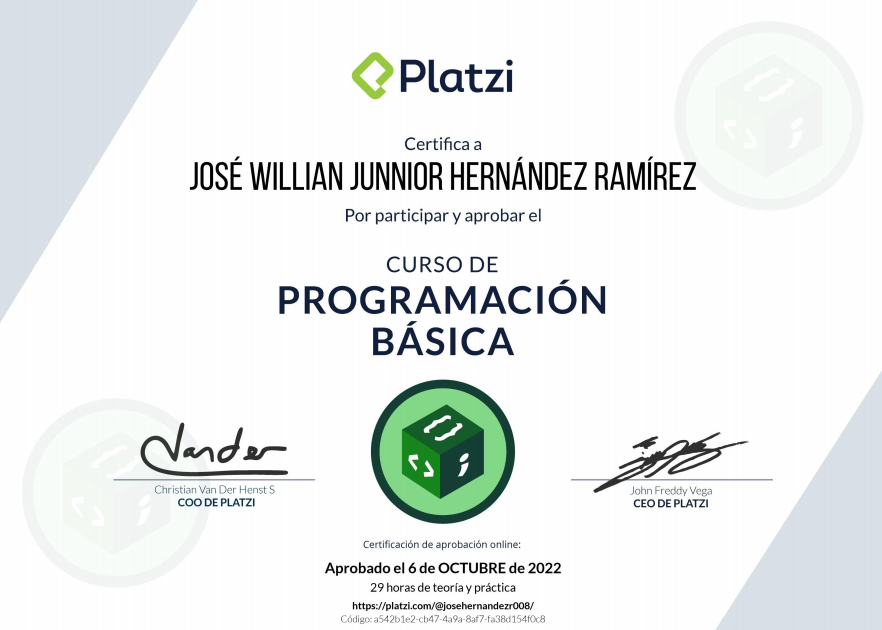 Platzi
Certifica a
JOSÉ WILLIAN JUNNIOR HERNÁNDEZ RAMÍREZ
Por participar y aprobar el
CURSO DE
PROGRAMACIÓN
BÁSICA
Vander
Christian Van Der Henst S
COO DE PLATZI
John Freddy Vega
CEO DE PLATZI
Certificación de aprobación online:
Aprobado el 6 de OCTUBRE de 2022
29 horas de teoría y práctica
https://platzi.com/@josehernandezr008/
Código: a542b1e2-cb47-4a9a-8af7-fa38d154f0c8